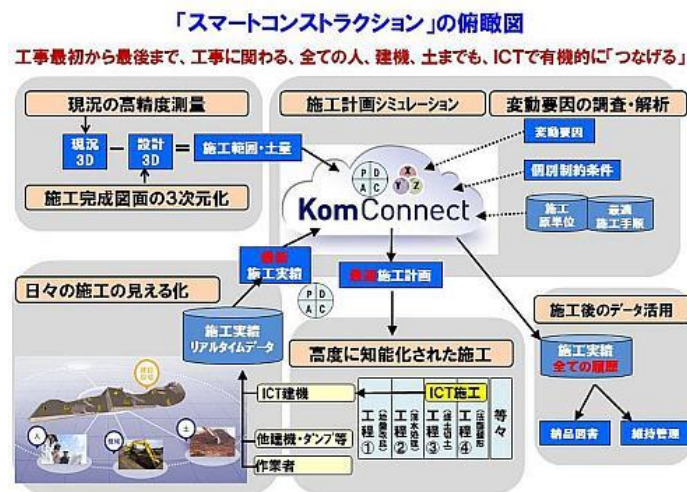 「スマートコンストラクション」の俯瞰図
工事最初から最後まで、工事に関わる、全ての人、建機、土までも、ICTで有機的に「つなげる」
現況の高精度測量
現況
3D
－
設計
3D
＝
施工範囲・土量
施工完成図面の3次元化
施工計画シミュレーション
変動要因の調査・解析
変動要因
個別制約条件
施工
原単位
最適
施工手順
P D
A C
X
Y Z
KomConnect
最新
施工実績
最適施工計画
P D
A C
日々の施工の見える化
施工実績
リアルタイムデータ
人
機械
土
高度に知能化された施工
ICT建機
他建機・ダンプ等
作業者
ICT施工
工程①
工程②
工程③
工程④
等々
施工後のデータ活用
施工実績
全ての履歴
納品図書
維持管理